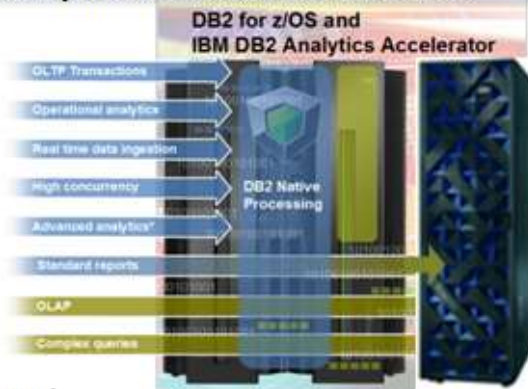 DB2 for z/OS and
IBM DB2 Analytics Accelerator
OLTP Transactions
Operational analytics
Real time data ingestion
High concurrency
DB2 Native
Processing
Advanced analytics*
Standard reports
OLAP
Complex queries